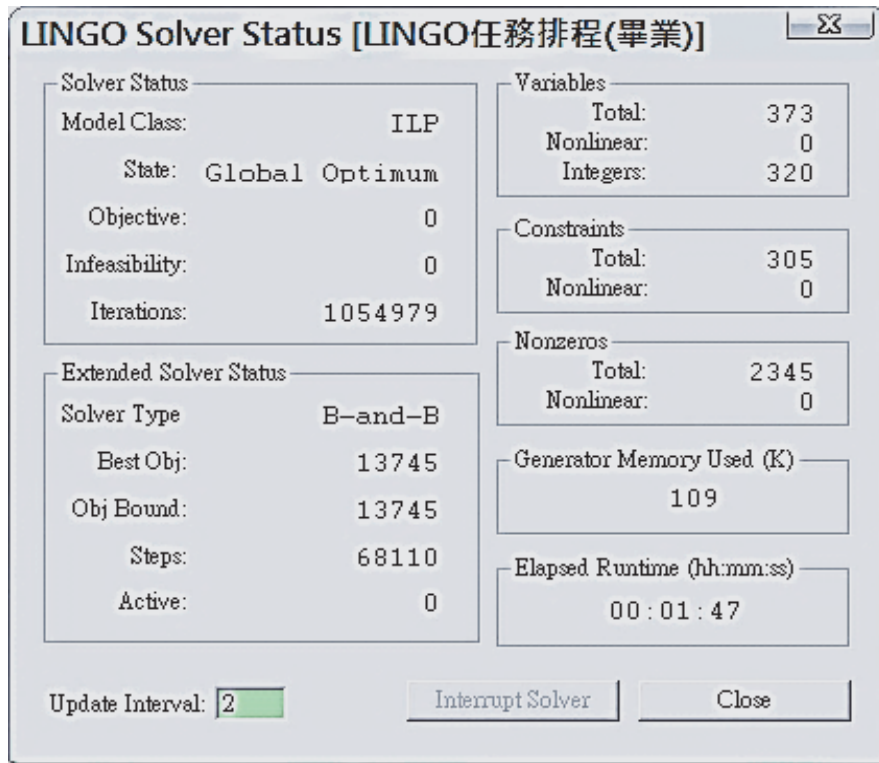 LINGO Solver Status [LINGO任務排程(畢業)]
Solver Status
Model Class: ILP
State: Global Optimum
Objective: 0
Infeasibility: 0
Iterations: 1054979
Extended Solver Status
Solver Type B-and-B
Best Obj: 13745
Obj Bound: 13745
Steps: 68110
Active: 0
Variables
Total: 373
Nonlinear: 0
Integers: 320
Constraints
Total: 305
Nonlinear: 0
Nonzeros
Total: 2345
Nonlinear: 0
Generator Memory Used (K)
109
Elapsed Runtime (hh:mm:ss)
00:01:47
Update Interval: 2
Interrupt Solver
Close